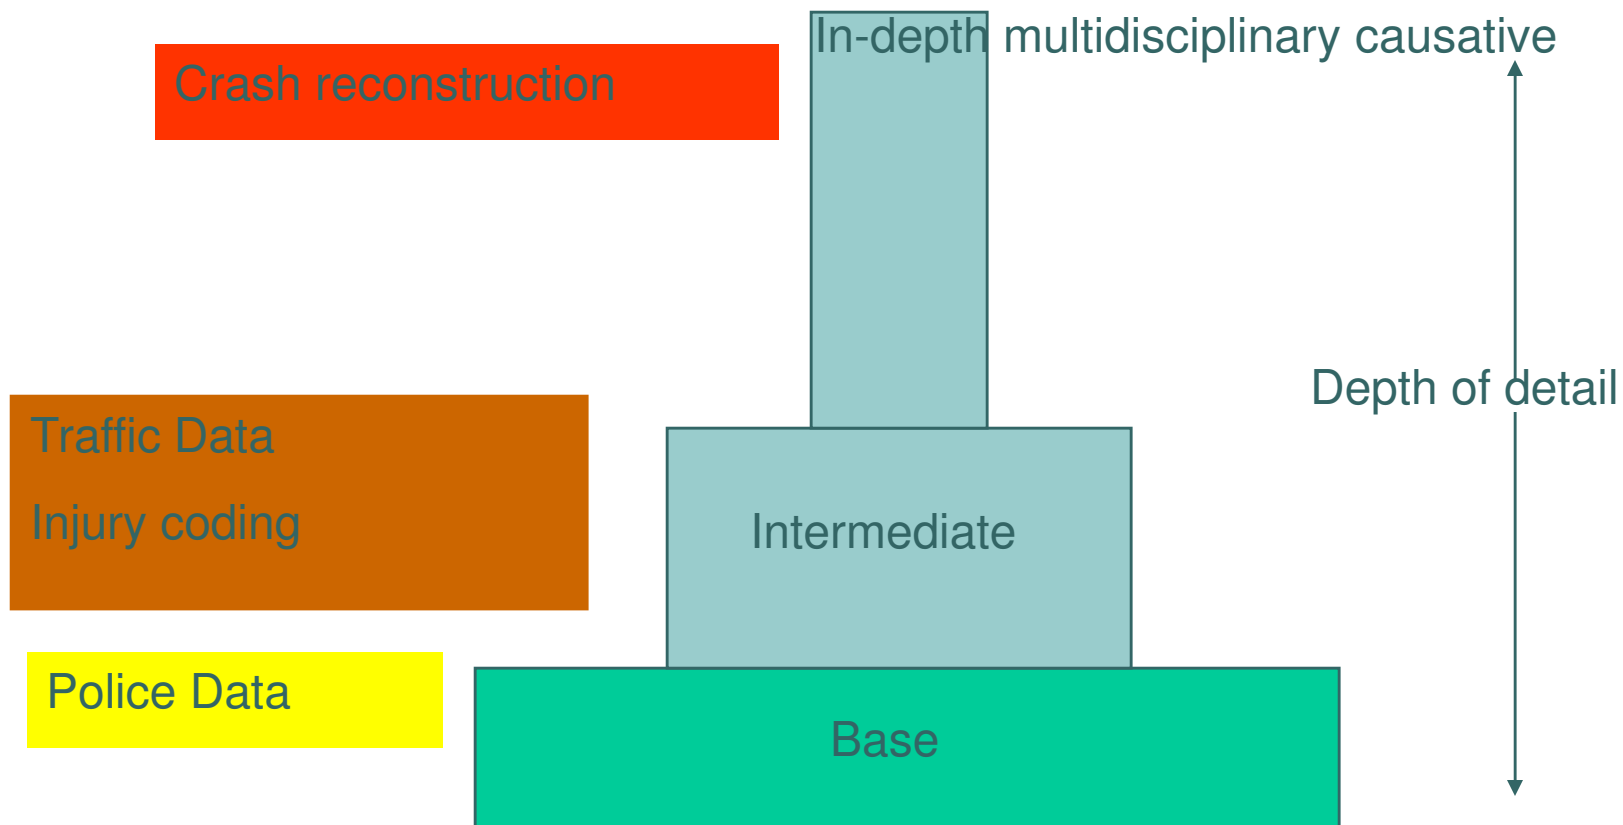 In-depth multidisciplinary causative
Crash reconstruction
Depth of detail
Traffic Data
Injury coding
Intermediate
Police Data
Base